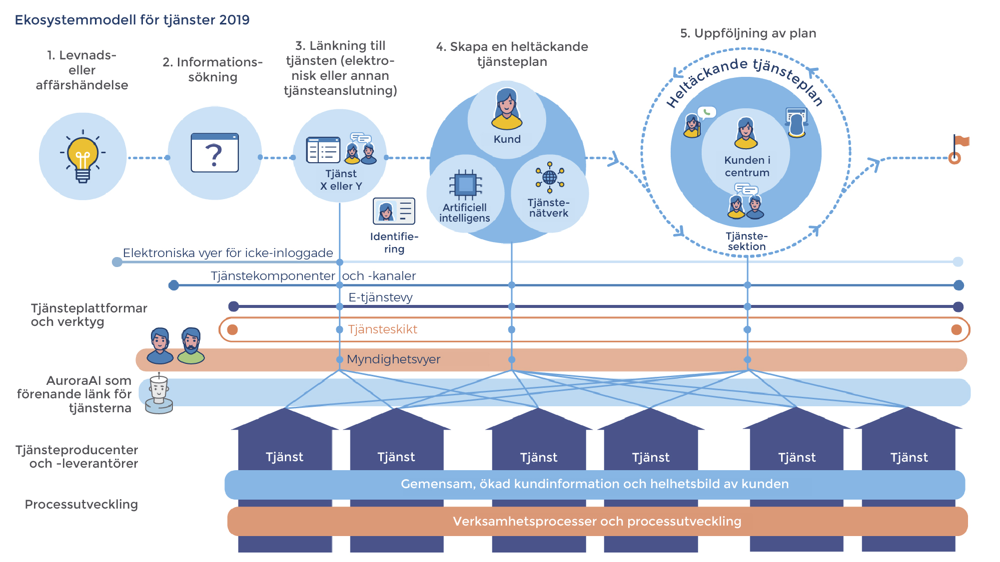 Ekosystemmodell för tjänster 2019
1. Levnads-
eller
affärshändelse
2. Informations-
sökning
?
3. Länkning till
tjänsten (elektro-
nisk eller annan
tjänsteanslutning)
Tjänst
X eller Y
Identifie-
ring
4. Skapa en heltäckande
tjänsteplan
Kund
Artificiell
intelligens
Tjänste-
nätverk
5. Uppföljning av plan
Heltäckande tjänsteplan
Kunden i
centrum
Tjänste-
sektion
Elektroniska vyer för icke-inloggade
Tjänstekomponenter och -kanaler
E-tjänstevy
Tjänsteplattformar
och verktyg
Tjänsteskikt
Myndighetsvyer
AuroraAI som
förenande länk för
tjänsterna
Tjänsteproducenter
och -leverantörer
Tjänst
Tjänst
Tjänst
Tjänst
Tjänst
Tjänst
Gemensam, ökad kundinformation och helhetsbild av kunden
Processutveckling
Verksamhetsprocesser och processutveckling